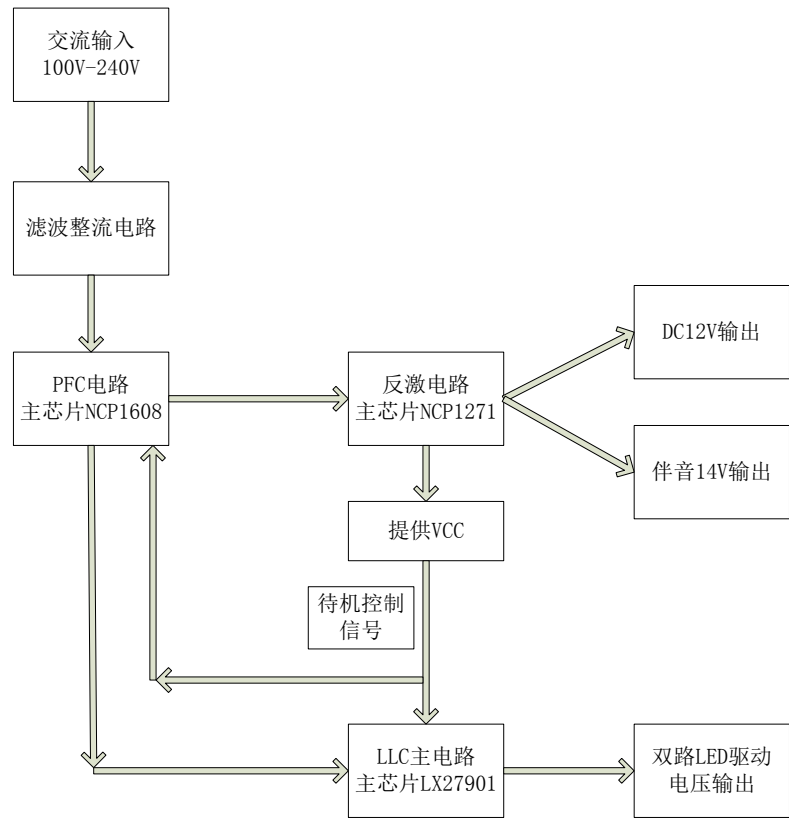 交流输入
100V-240V
滤波整流电路
PFC电路
主芯片NCP1608
反激电路
主芯片NCP1271
DC12V输出
伴音14V输出
提供VCC
待机控制
信号
LLC主电路
主芯片LX27901
双路LED驱动
电压输出